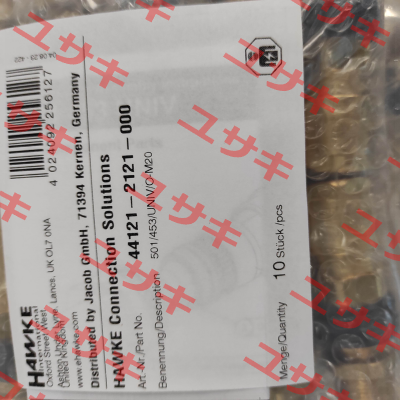 HAWKE
International
Oxford Street West
Ashton Under Lyne, Lancs, UK OL7 0NA
United Kingdom
www.ehawke.com
Distributed by Jacob GmbH, 71394 Kernen, Germany
HAWKE Connection Solutions
44121-2121-000
Art.-Nr./Part No.
501/453/UNIV/O-M20
Benennung/Description
10 Stück/pcs
Menge/Quantity
4 024092 256127
ユサキ
ユサキ
ユサキ
ユサキ
ユサキ